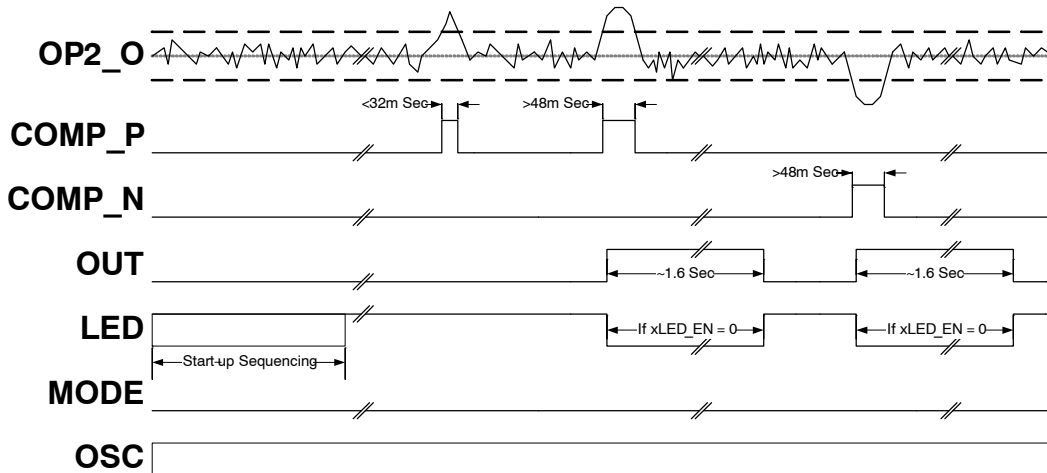 OP2_O
<32m Sec
>48m Sec
COMP_P
>48m Sec
COMP_N
OUT
~1.6 Sec
~1.6 Sec
LED
If xLED_EN = 0
If xLED_EN = 0
Start-up Sequencing
MODE
OSC